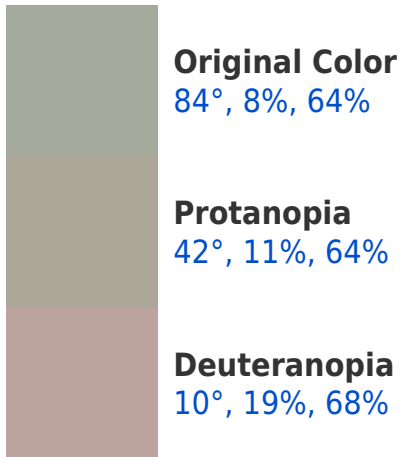 Original Color
84°, 8%, 64%
Protanopia
42°, 11%, 64%
Deuteranopia
10°, 19%, 68%